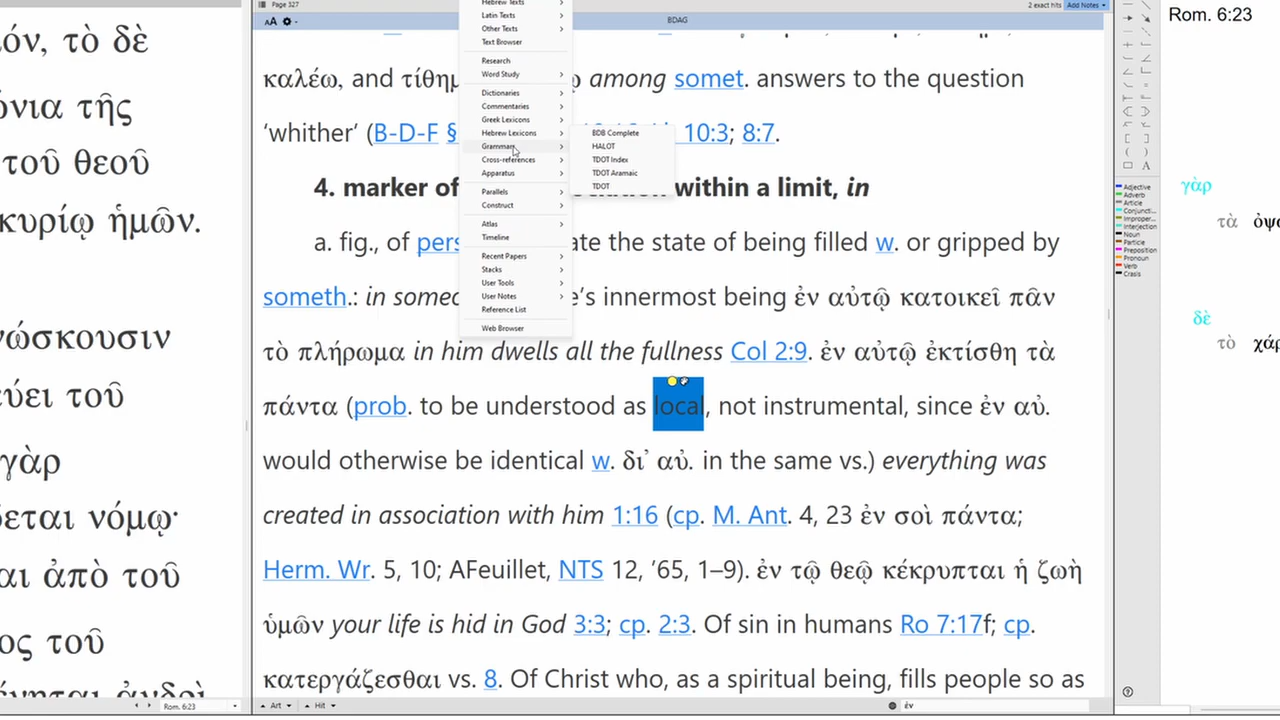 όν, τὸ δὲ
όνια τῆς
τοῦ θεοῦ
κυρίῳ ἡμῶν.
νώσκουσιν
εύει τοῦ
γὰρ
δεται νόμῳ·
αι ἀπὸ τοῦ
ος τοῦ
Rom. 6:23
Page 327
2 exact hits
Add Notes
AA
BDAG
καλέω, and τίθημ
among somet. answers to the question
‘whither’ (B-D-F §
10:3; 8:7.
4. marker of
within a limit, in
a. fig., of pers
ate the state of being filled w. or gripped by
someth.: in someo
e’s innermost being ἐν αὐτῷ κατοικεῖ πᾶν
τὸ πλήρωμα in him dwells all the fullness Col 2:9. ἐν αὐτῷ ἐκτίσθη τὰ
πάντα (prob. to be understood as local, not instrumental, since ἐν αὐ.
would otherwise be identical w. δι’ αὐ. in the same vs.) everything was
created in association with him 1:16 (cp. M. Ant. 4, 23 ἐν σοὶ πάντα;
Herm. Wr. 5, 10; AFeuillet, NTS 12, ’65, 1–9). ἐν τῷ θεῷ κέκρυπται ἡ ζωὴ
ὑμῶν your life is hid in God 3:3; cp. 2:3. Of sin in humans Ro 7:17f; cp.
κατεργάζεσθαι vs. 8. Of Christ who, as a spiritual being, fills people so as
Art
Hit
ἐν
Hebrew Texts
Latin Texts
Other Texts
Text Browser
Research
Word Study
Dictionaries
Commentaries
Greek Lexicons
Hebrew Lexicons
Grammars
Cross-references
Apparatus
Parallels
Construct
Atlas
Timeline
Recent Papers
Stacks
User Tools
User Notes
Reference List
Web Browser
BDB Complete
HALOT
TDOT Index
TDOT Aramaic
TDOT
Adjective
Adverb
Article
Conjuncti...
Improper...
Interjection
Noun
Particle
Preposition
Pronoun
Verb
Crasis
Rom. 6:23
γὰρ
τὰ ὀψώ
δὲ
τὸ χάρ